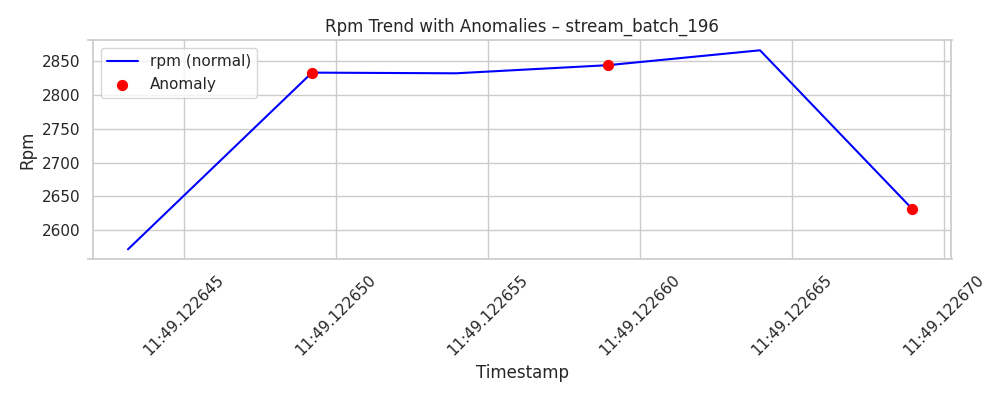 Rpm Trend with Anomalies – stream_batch_196
rpm (normal)
Anomaly
Rpm
2850
2800
2750
2700
2650
2600
11:49.122645
11:49.122650
11:49.122655
11:49.122660
11:49.122665
11:49.122670
Timestamp